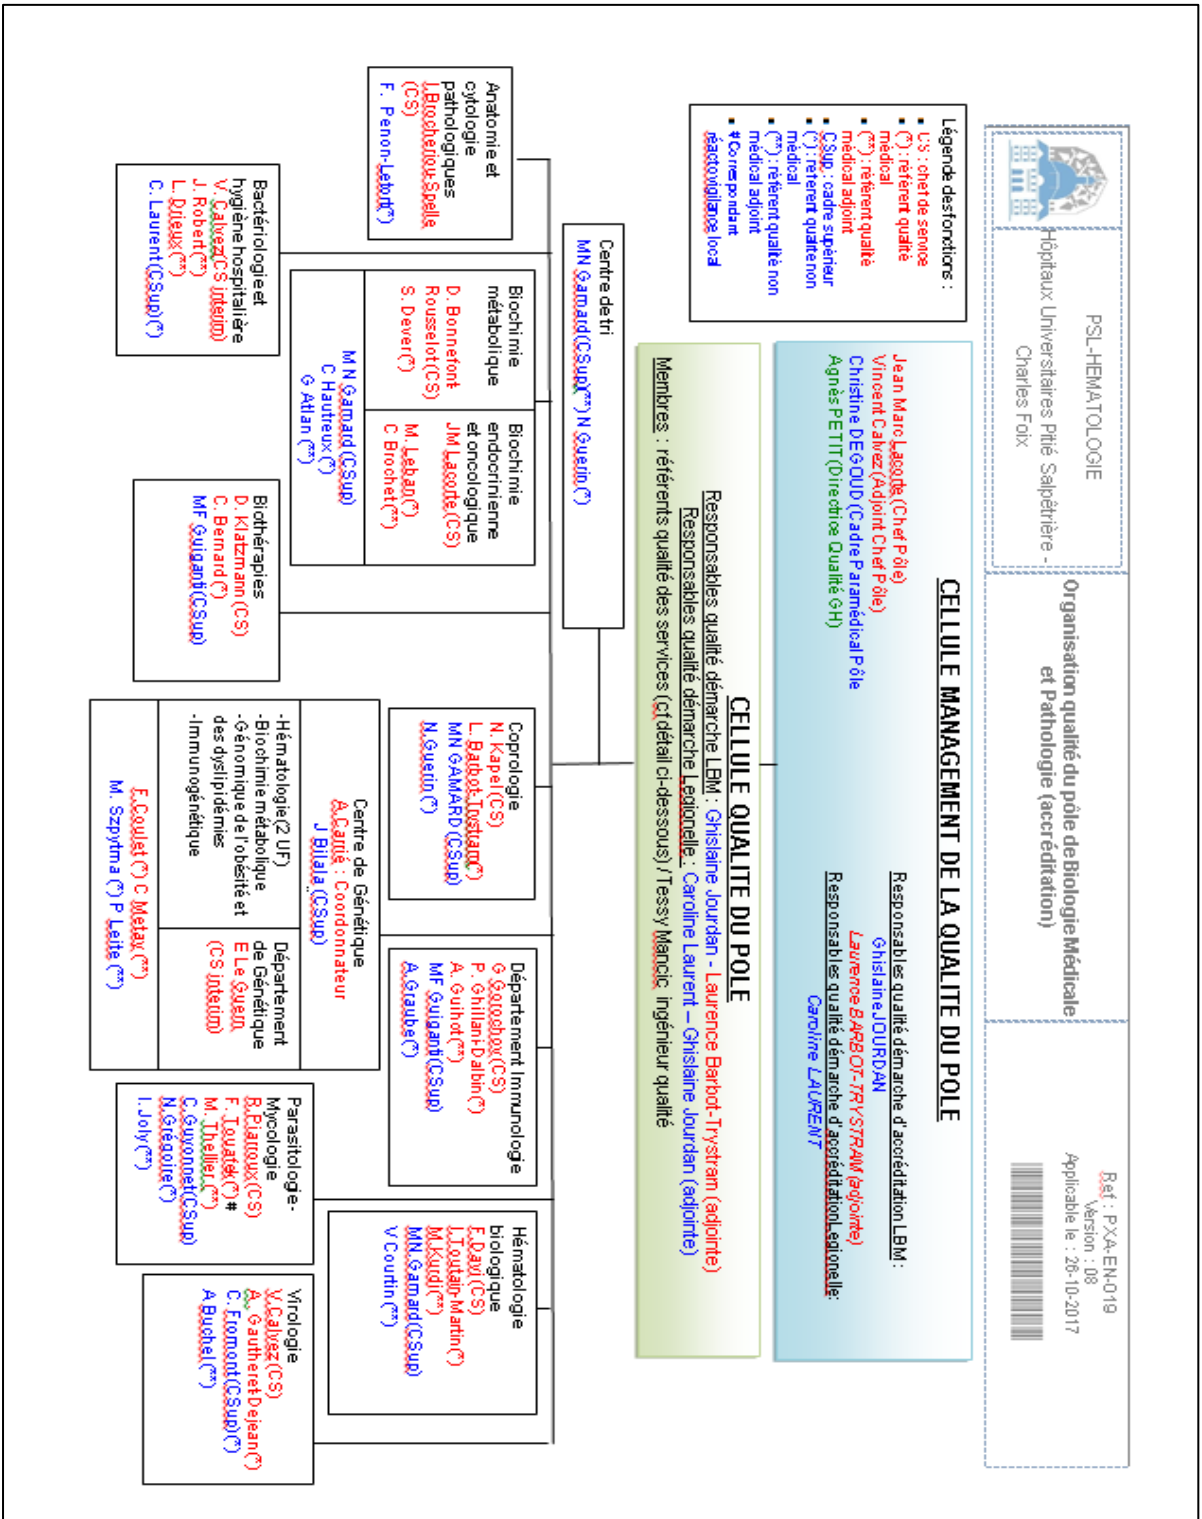 PSL-HEMATOLOGIE
Hôpitaux Universitaires Pitié Salpêtrière -
Charles Foix
Organisation qualité du pôle de Biologie Médicale
et Pathologie (accréditation)
Ref : PXA-EN-019
Version : 08
Applicable le : 26-10-2017
Légende des fonctions :
CS : chef de service
(*) : référent qualité
médical
(**) : référent qualité
médical adjoint
CSup : cadre supérieur
(*) : référent qualité non
médical
(**) : référent qualité non
médical adjoint
# Correspondant
réactovigilance local
CELLULE MANAGEMENT DE LA QUALITE DU POLE
Jean Marc Lacorte (Chef Pôle)
Vincent Calvez (Adjoint Chef Pôle)
Christine DEGOUD (Cadre Paramédical Pôle
Agnès PETIT (Directrice Qualité GH)
Responsables qualité démarche d'accréditation LBM :
Ghislaine JOURDAN
Laurence BARBOT-TRYSTRAM (adjointe)
Responsables qualité démarche d'accréditation Legionelle:
Caroline LAURENT
CELLULE QUALITE DU POLE
Responsables qualité démarche LBM : Ghislaine Jourdan - Laurence Barbot-Trystram (adjointe)
Responsables qualité démarche Legionelle : Caroline Laurent – Ghislaine Jourdan (adjointe)
Membres : référents qualité des services (cf détail ci-dessous) / Tessy Mancic ingénieur qualité
Centre de tri
MN Gamard (CSup)(**) N Guerin (*)
Anatomie et
cytologie
pathologiques
I.Brocheriou-Spelle
(CS)
F. Penon-Letort(*)
Biochimie
métabolique
D. Bonnefont-
Rousselot (CS)
S. Dever (*)
Biochimie
endocrinienne
et oncologique
JM Lacorte (CS)
M. Leban (*)
C Brochet (**)
MN Gamard (CSup)
C Hautreux (*)
G Atlan (**)
Coprologie
N. Kapel (CS)
L. Barbot-Trystram(*)
MN GAMARD (CSup)
N.Guerin (*)
Département Immunologie
G Gorochov (CS)
P. Ghillani-Dalbin (*)
A. Guihot (**)
MF Guiganti (CSup)
A.Graube (*)
Hématologie
biologique
F.Davi (CS)
I.Toutain-Martin (*)
M.Kurdi (**)
MN.Gamard (CSup)
V Courtin (**)
Bactériologie et
hygiène hospitalière
V. Calvez(CS interim)
J. Robert (**)
L. Drieux (**)
C. Laurent (CSup)(*)
Biothérapies
D. Klatzmann (CS)
C. Bernard (*)
MF Guiganti (CSup)
Centre de Génétique
A.Carrié : Coordonnateur
J Bilala (CSup)
-Hématologie (2 UF)
-Biochimie métabolique
-Génomique de l'obésité et
des dyslipidémies
-Immunogénétique
Département
de Génétique
E Le Guern
(CS interim)
F.Coulet (*) C Metay (**)
M. Szpytma (*) P Leite (**)
Parasitologie-
Mycologie
R.Piarroux (CS)
F. Touafek (*) #
M. Thellier (**)
C.Guyonnet(CSup)
N.Grégoire (*)
I.Joly (**)
Virologie
V.Calvez (CS)
A. Gautheret-Dejean (*)
C. Fromont (CSup)(*)
A Buchel (**)